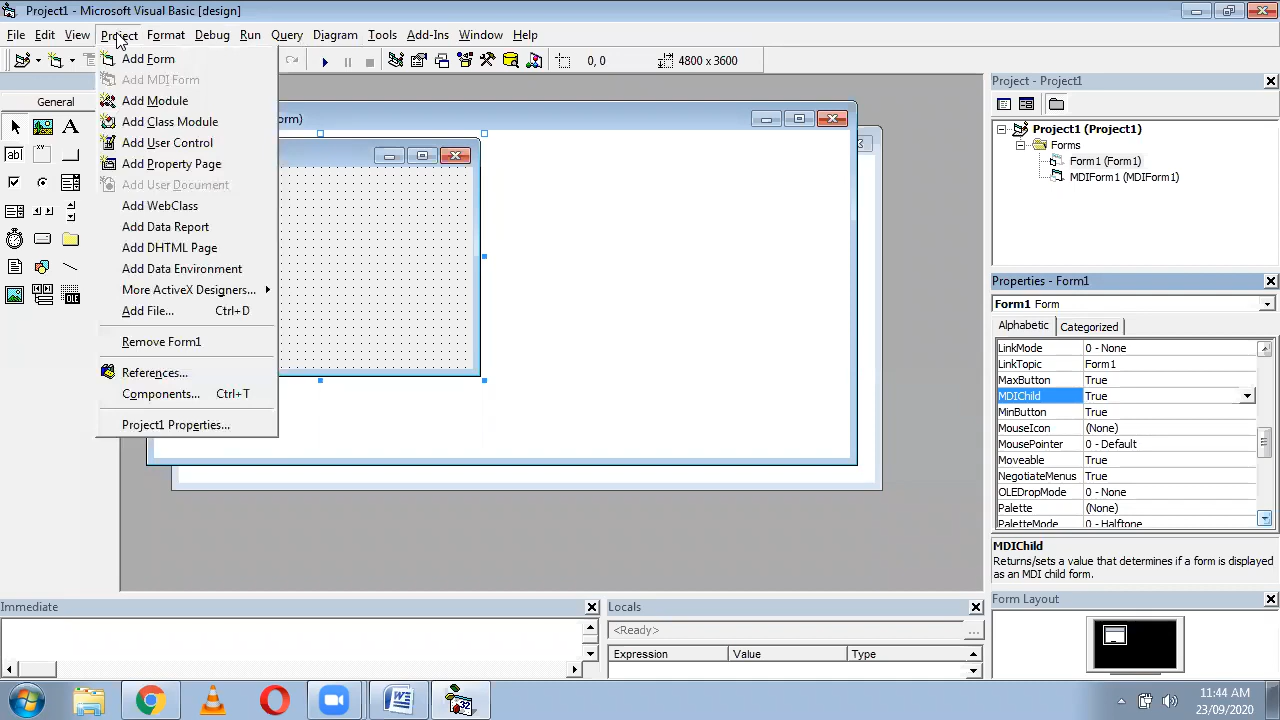 Project1 - Microsoft Visual Basic [design]
File Edit View Project Format Debug Run Query Diagram Tools Add-Ins Window Help
0, 0 4800 x 3600
Add Form
Add MDI Form
Add Module
Add Class Module
Add User Control
Add Property Page
Add User Document
Add WebClass
Add Data Report
Add DHTML Page
Add Data Environment
More ActiveX Designers...
Add File... Ctrl+D
Remove Form1
References...
Components... Ctrl+T
Project1 Properties...
General
A
ab
xy
OLE
Project - Project1
Project1 (Project1)
Forms
Form1 (Form1)
MDIForm1 (MDIForm1)
Properties - Form1
Form1 Form
Alphabetic Categorized
LinkMode 0 - None
LinkTopic Form1
MaxButton True
MDIChild True
MinButton True
MouseIcon (None)
MousePointer 0 - Default
Moveable True
NegotiateMenus True
OLEDropMode 0 - None
Palette (None)
PaletteMode 0 - Halftone
MDIChild
Returns/sets a value that determines if a form is displayed
as an MDI child form.
Form Layout
Immediate
Locals
<Ready>
...
Expression Value Type
W
32
11:44 AM
23/09/2020